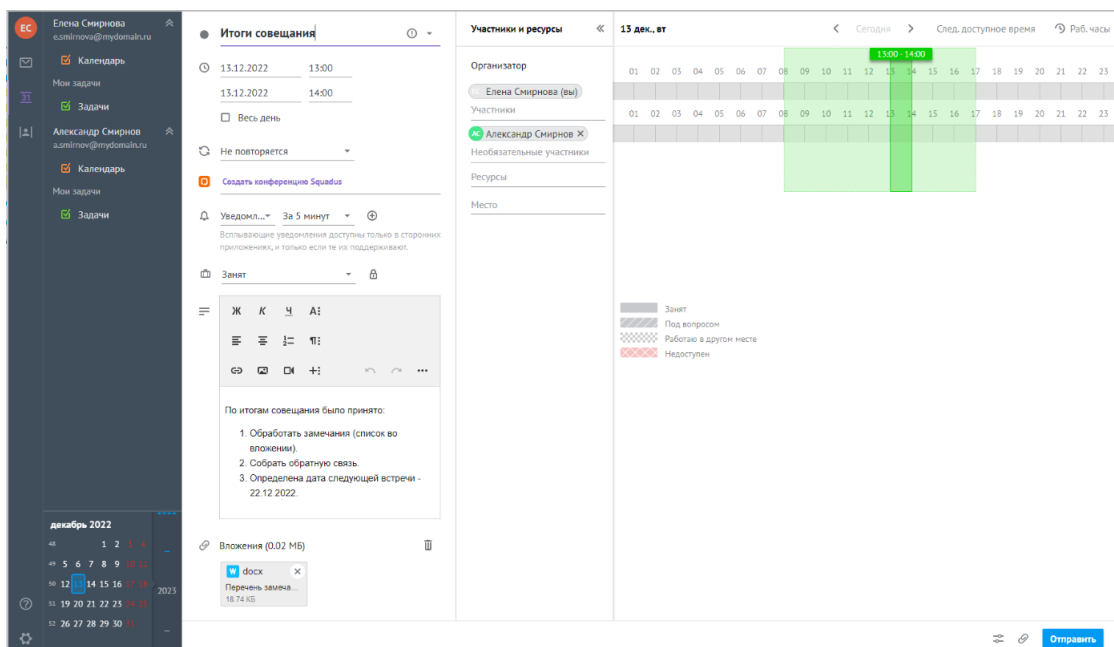 ЕС
Елена Смирнова
e.smirnova@mydomain.ru
Календарь
Мои задачи
31
Задачи
Александр Смирнов
a.smirnov@mydomain.ru
Календарь
Мои задачи
Задачи
декабрь 2022
48 1 2 3 4
49 5 6 7 8 9 10 11
50 12 13 14 15 16 17 18
51 19 20 21 22 23 24 25
52 26 27 28 29 30 31
2023
Итоги совещания
13.12.2022 13:00
13.12.2022 14:00
Весь день
Не повторяется
Создать конференцию Squadus
Уведомл... За 5 минут
Всплывающие уведомления доступны только в сторонних
приложениях, и только если те их поддерживают.
Занят
Ж К Ч А
По итогам совещания было принято:
1. Обработать замечания (список во
вложении).
2. Собрать обратную связь.
3. Определена дата следующей встречи -
22.12.2022.
Вложения (0.02 МБ)
W docx
Перечень замеча...
18.74 КБ
Участники и ресурсы
Организатор
Елена Смирнова (вы)
Участники
АС Александр Смирнов
Необязательные участники
Ресурсы
Место
13 дек., вт
Сегодня
След. доступное время
Раб. часы
13:00 - 14:00
01 02 03 04 05 06 07 08 09 10 11 12 13 14 15 16 17 18 19 20 21 22 23
01 02 03 04 05 06 07 08 09 10 11 12 13 14 15 16 17 18 19 20 21 22 23
Занят
Под вопросом
Работаю в другом месте
Недоступен
Отправить